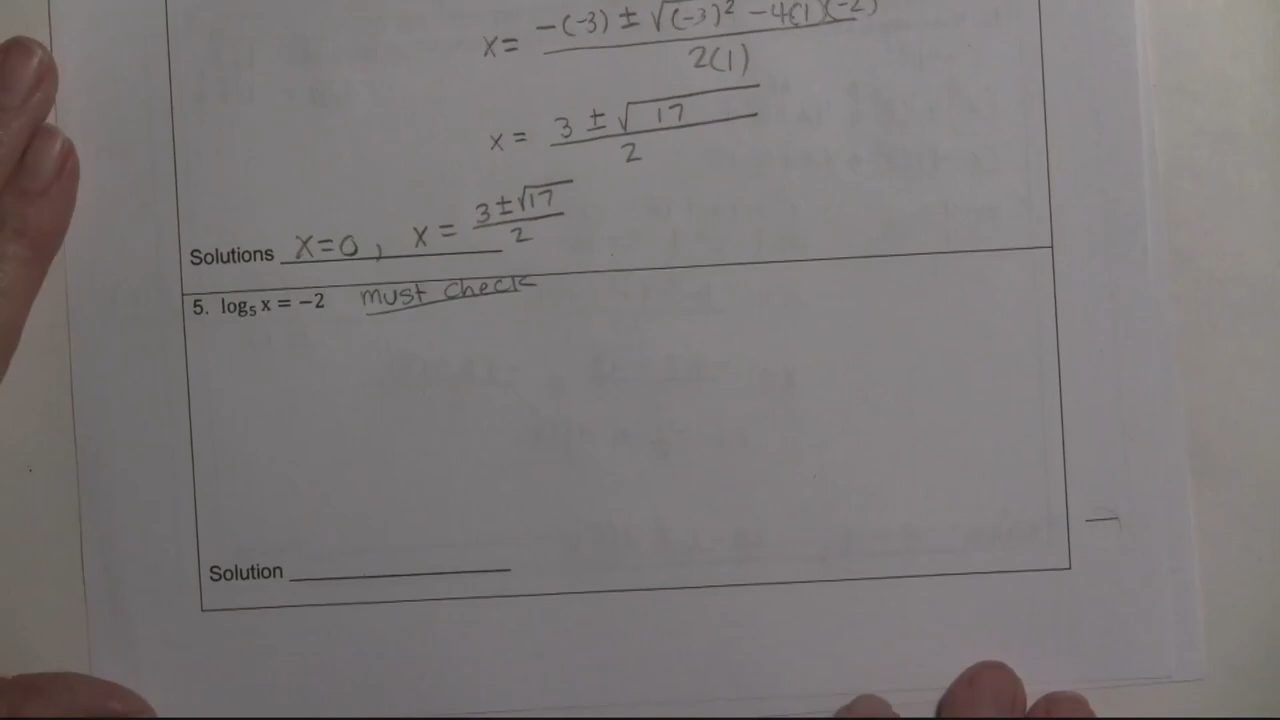 x = -(-3) ± √(-3)² -4(1)(-2)
2(1)
x = 3 ± √17
2
Solutions x=0, x = 3±√17
2
5. log₅ x = −2 must check
Solution